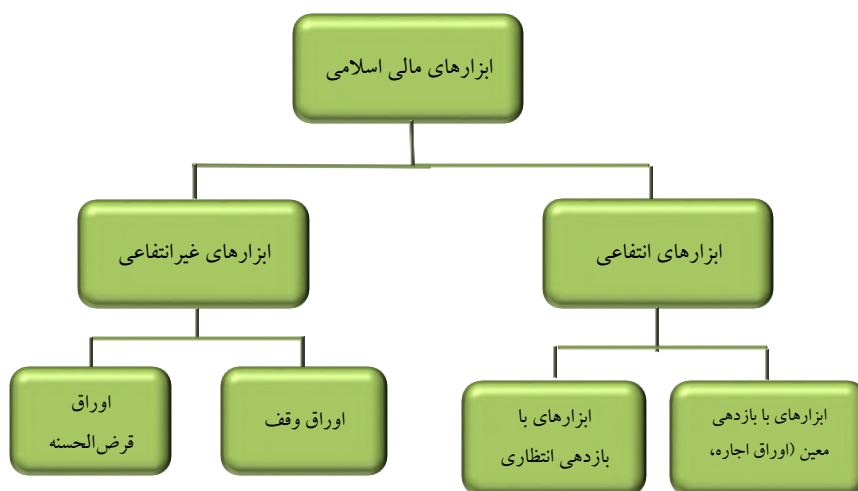 ابزارهای مالی اسلامی
ابزارهای انتفاعی
ابزارهای غیرانتفاعی
ابزارهای با بازدهی
معین (اوراق اجاره،
ابزارهای با
بازدهی انتظاری
اوراق وقف
اوراق
قرض‌الحسنه